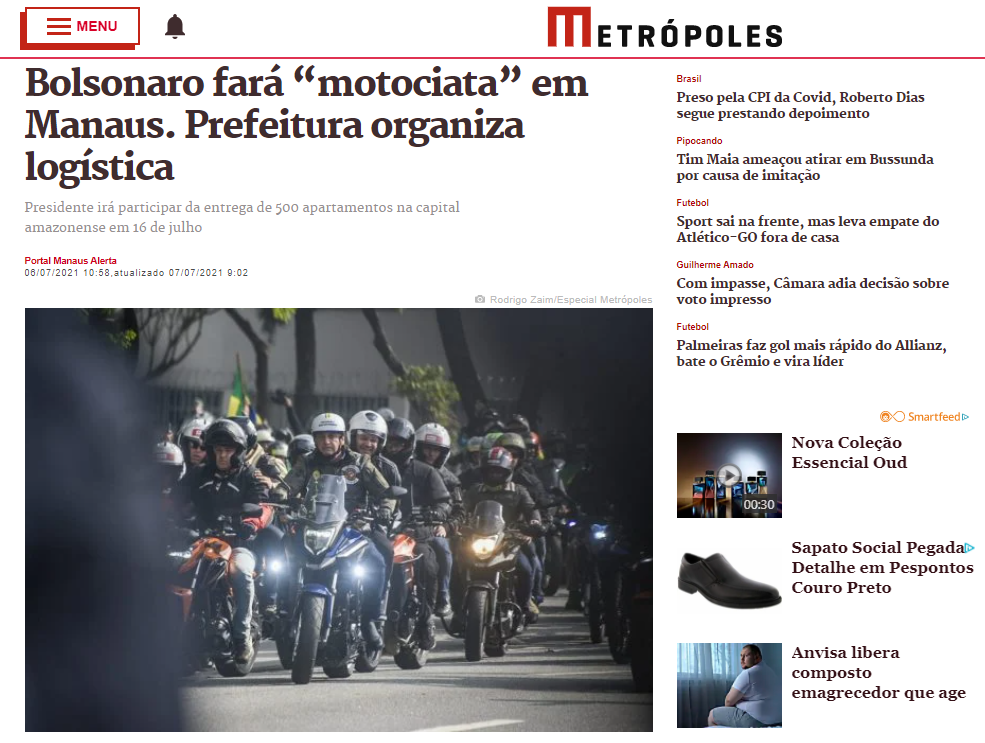 MENU
METRÓPOLES
Bolsonaro fará “motociata” em
Manaus. Prefeitura organiza
logística
Presidente irá participar da entrega de 500 apartamentos na capital
amazonense em 16 de julho
Portal Manaus Alerta
06/07/2021 10:58,atualizado 07/07/2021 9:02
Rodrigo Zaim/Especial Metrópoles
Brasil
Preso pela CPI da Covid, Roberto Dias
segue prestando depoimento
Pipocando
Tim Maia ameaçou atirar em Bussunda
por causa de imitação
Futebol
Sport sai na frente, mas leva empate do
Atlético-GO fora de casa
Guilherme Amado
Com impasse, Câmara adia decisão sobre
voto impresso
Futebol
Palmeiras faz gol mais rápido do Allianz,
bate o Grêmio e vira líder
Smartfeed
Nova Coleção
Essencial Oud
00:30
Sapato Social Pegada
Detalhe em Pespontos
Couro Preto
Anvisa libera
composto
emagrecedor que age